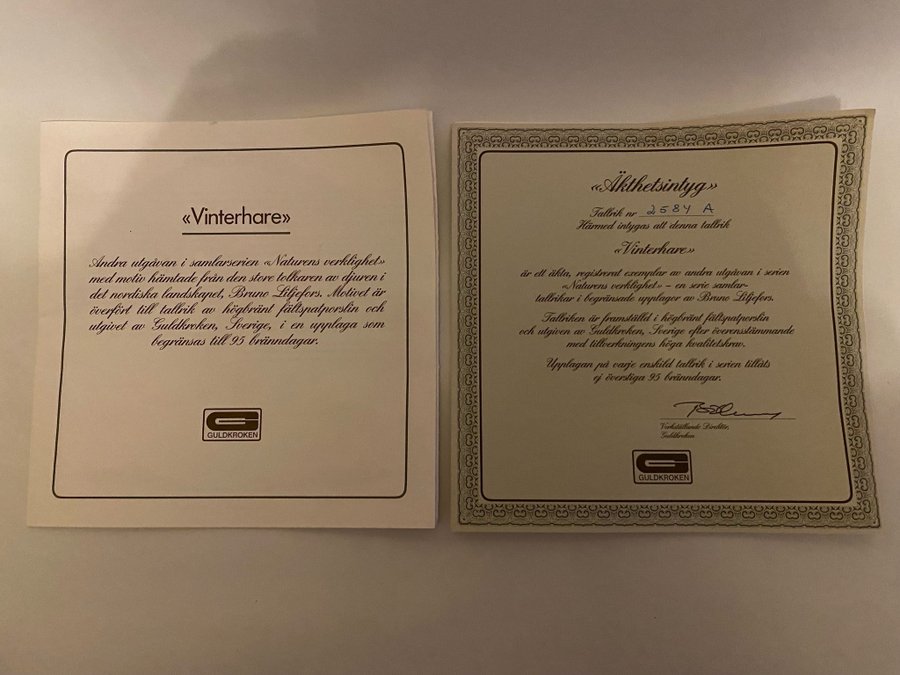 «Vinterhare»
Andra utgåvan i samlarserien «Naturens verklighet»
med motiv hämtade från den store tolkaren av djuren i
det nordiska landskapet, Bruno Liljefors. Motivet är
överfört till tallrik av högbränt fältspatporslin och
utgivet av Guldkroken, Sverige, i en upplaga som
begränsas till 95 bränndagar.
G
GULDKROKEN
«Äkthetsintyg»
Tallrik nr 2584 A
Härmed intygas att denna tallrik
«Vinterhare»
är ett äkta, registrerat exemplar av andra utgåvan i serien
«Naturens verklighet» – en serie samlar-
tallrikar i begränsade upplagor av Bruno Liljefors.
Tallriken är framställd i högbränt fältspatporslin
och utgiven av Guldkroken, Sverige efter överensstämmande
med tillverkningens höga kvalitetskrav.
Upplagan på varje enskild tallrik i serien tillåts
ej överstiga 95 bränndagar.
Verkställande Direktör,
Guldkroken
G
GULDKROKEN